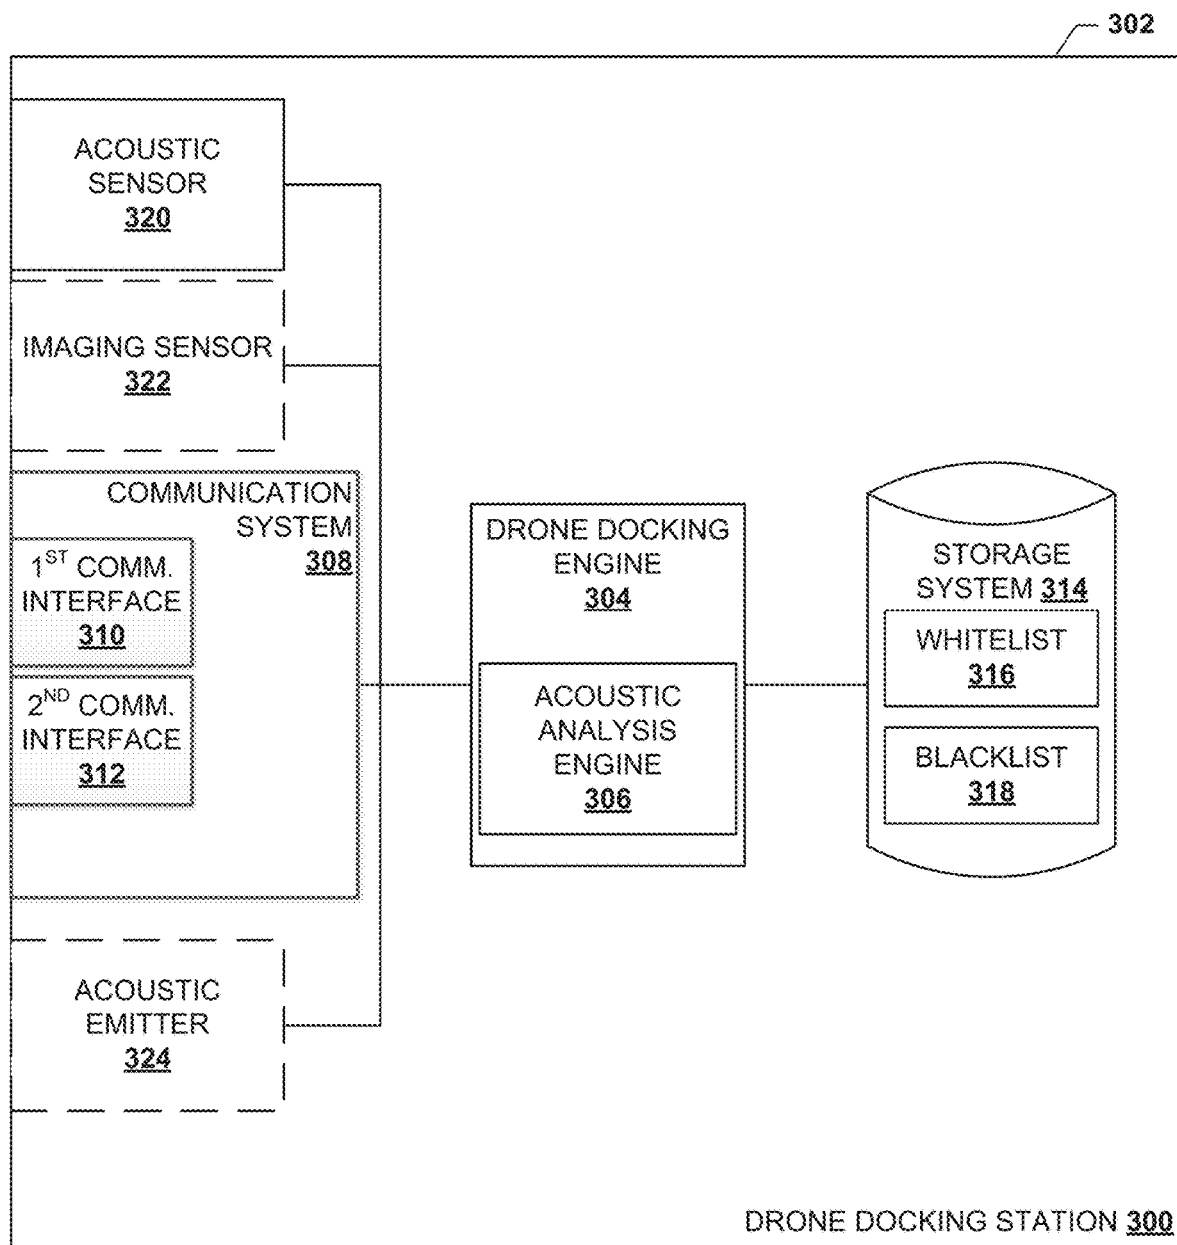 302
ACOUSTIC
SENSOR
320
IMAGING SENSOR
322
COMMUNICATION
SYSTEM
308
1ST COMM.
INTERFACE
310
2ND COMM.
INTERFACE
312
ACOUSTIC
EMITTER
324
DRONE DOCKING
ENGINE
304
ACOUSTIC
ANALYSIS
ENGINE
306
STORAGE
SYSTEM 314
WHITELIST
316
BLACKLIST
318
DRONE DOCKING STATION 300